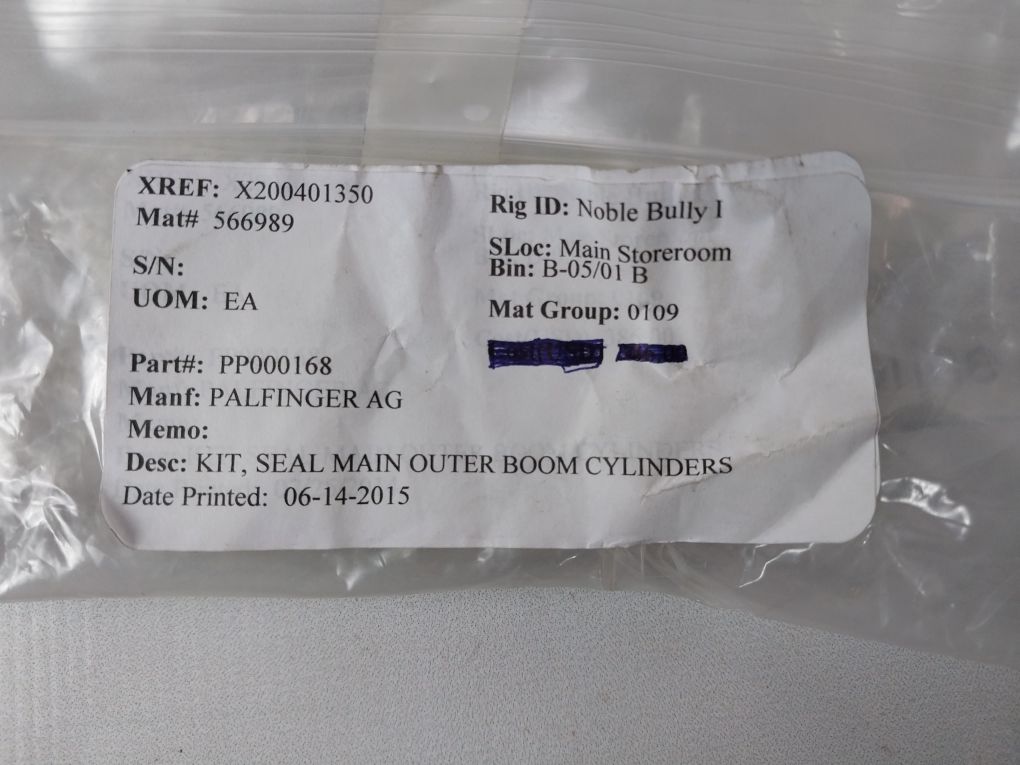 XREF: X200401350
Mat# 566989
S/N:
UOM: EA
Rig ID: Noble Bully I
SLoc: Main Storeroom
Bin: B-05/01 B
Mat Group: 0109
Part#: PP000168
Manf: PALFINGER AG
Memo:
Desc: KIT, SEAL MAIN OUTER BOOM CYLINDERS
Date Printed: 06-14-2015